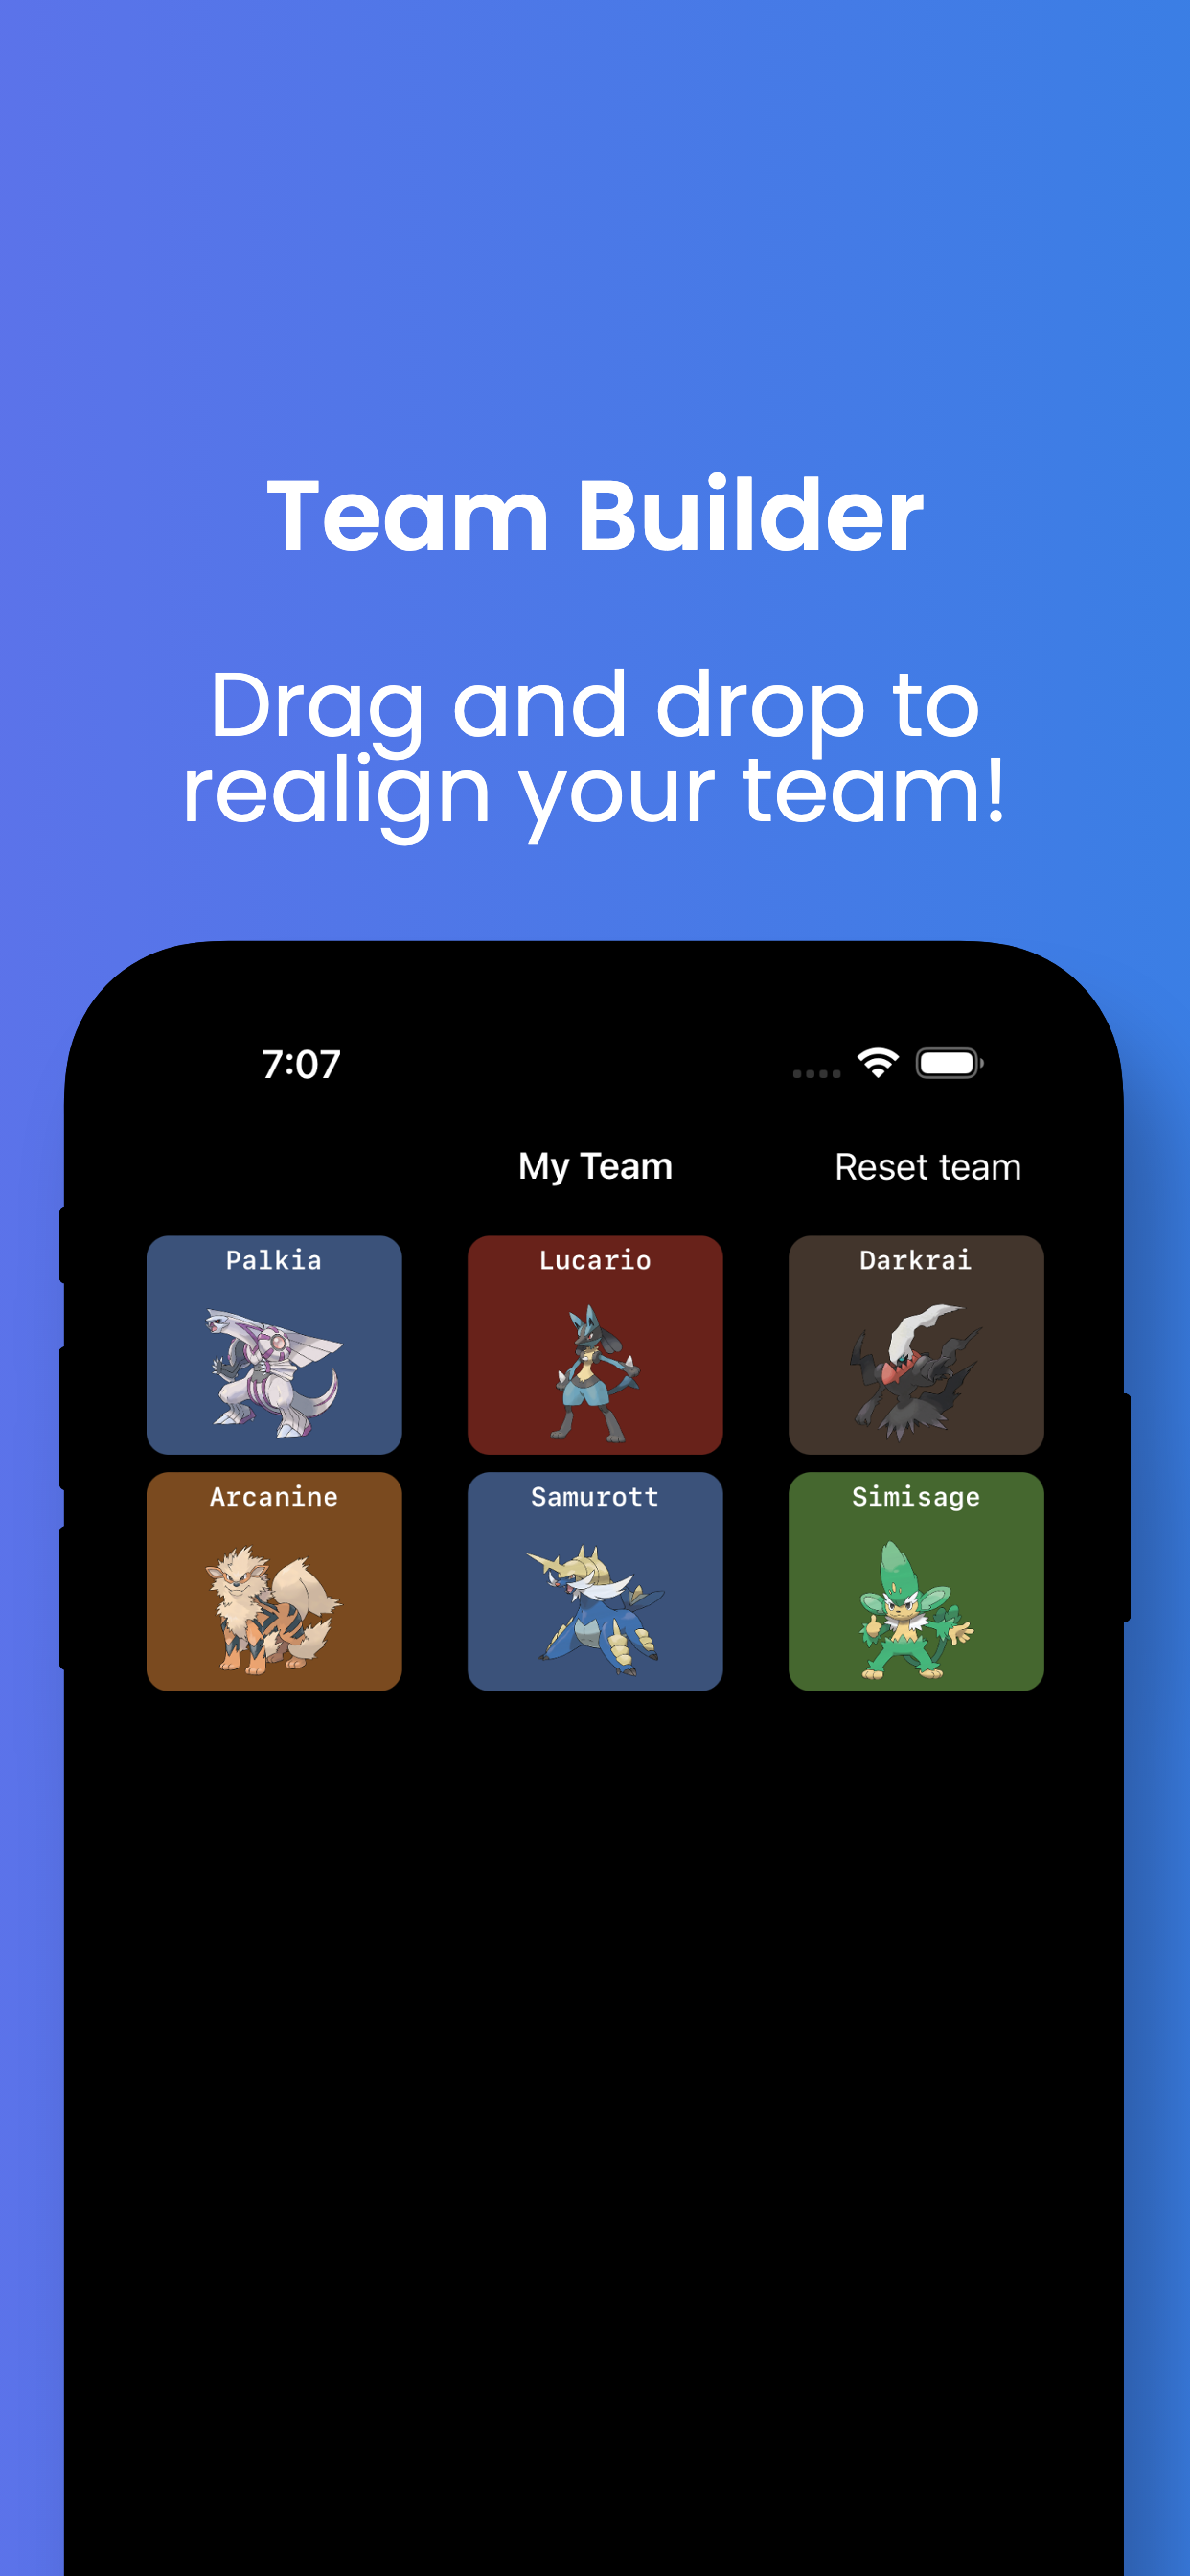 Team Builder
Drag and drop to
realign your team!
7:07
My Team
Reset team
Palkia
Lucario
Darkrai
Arcanine
Samurott
Simisage